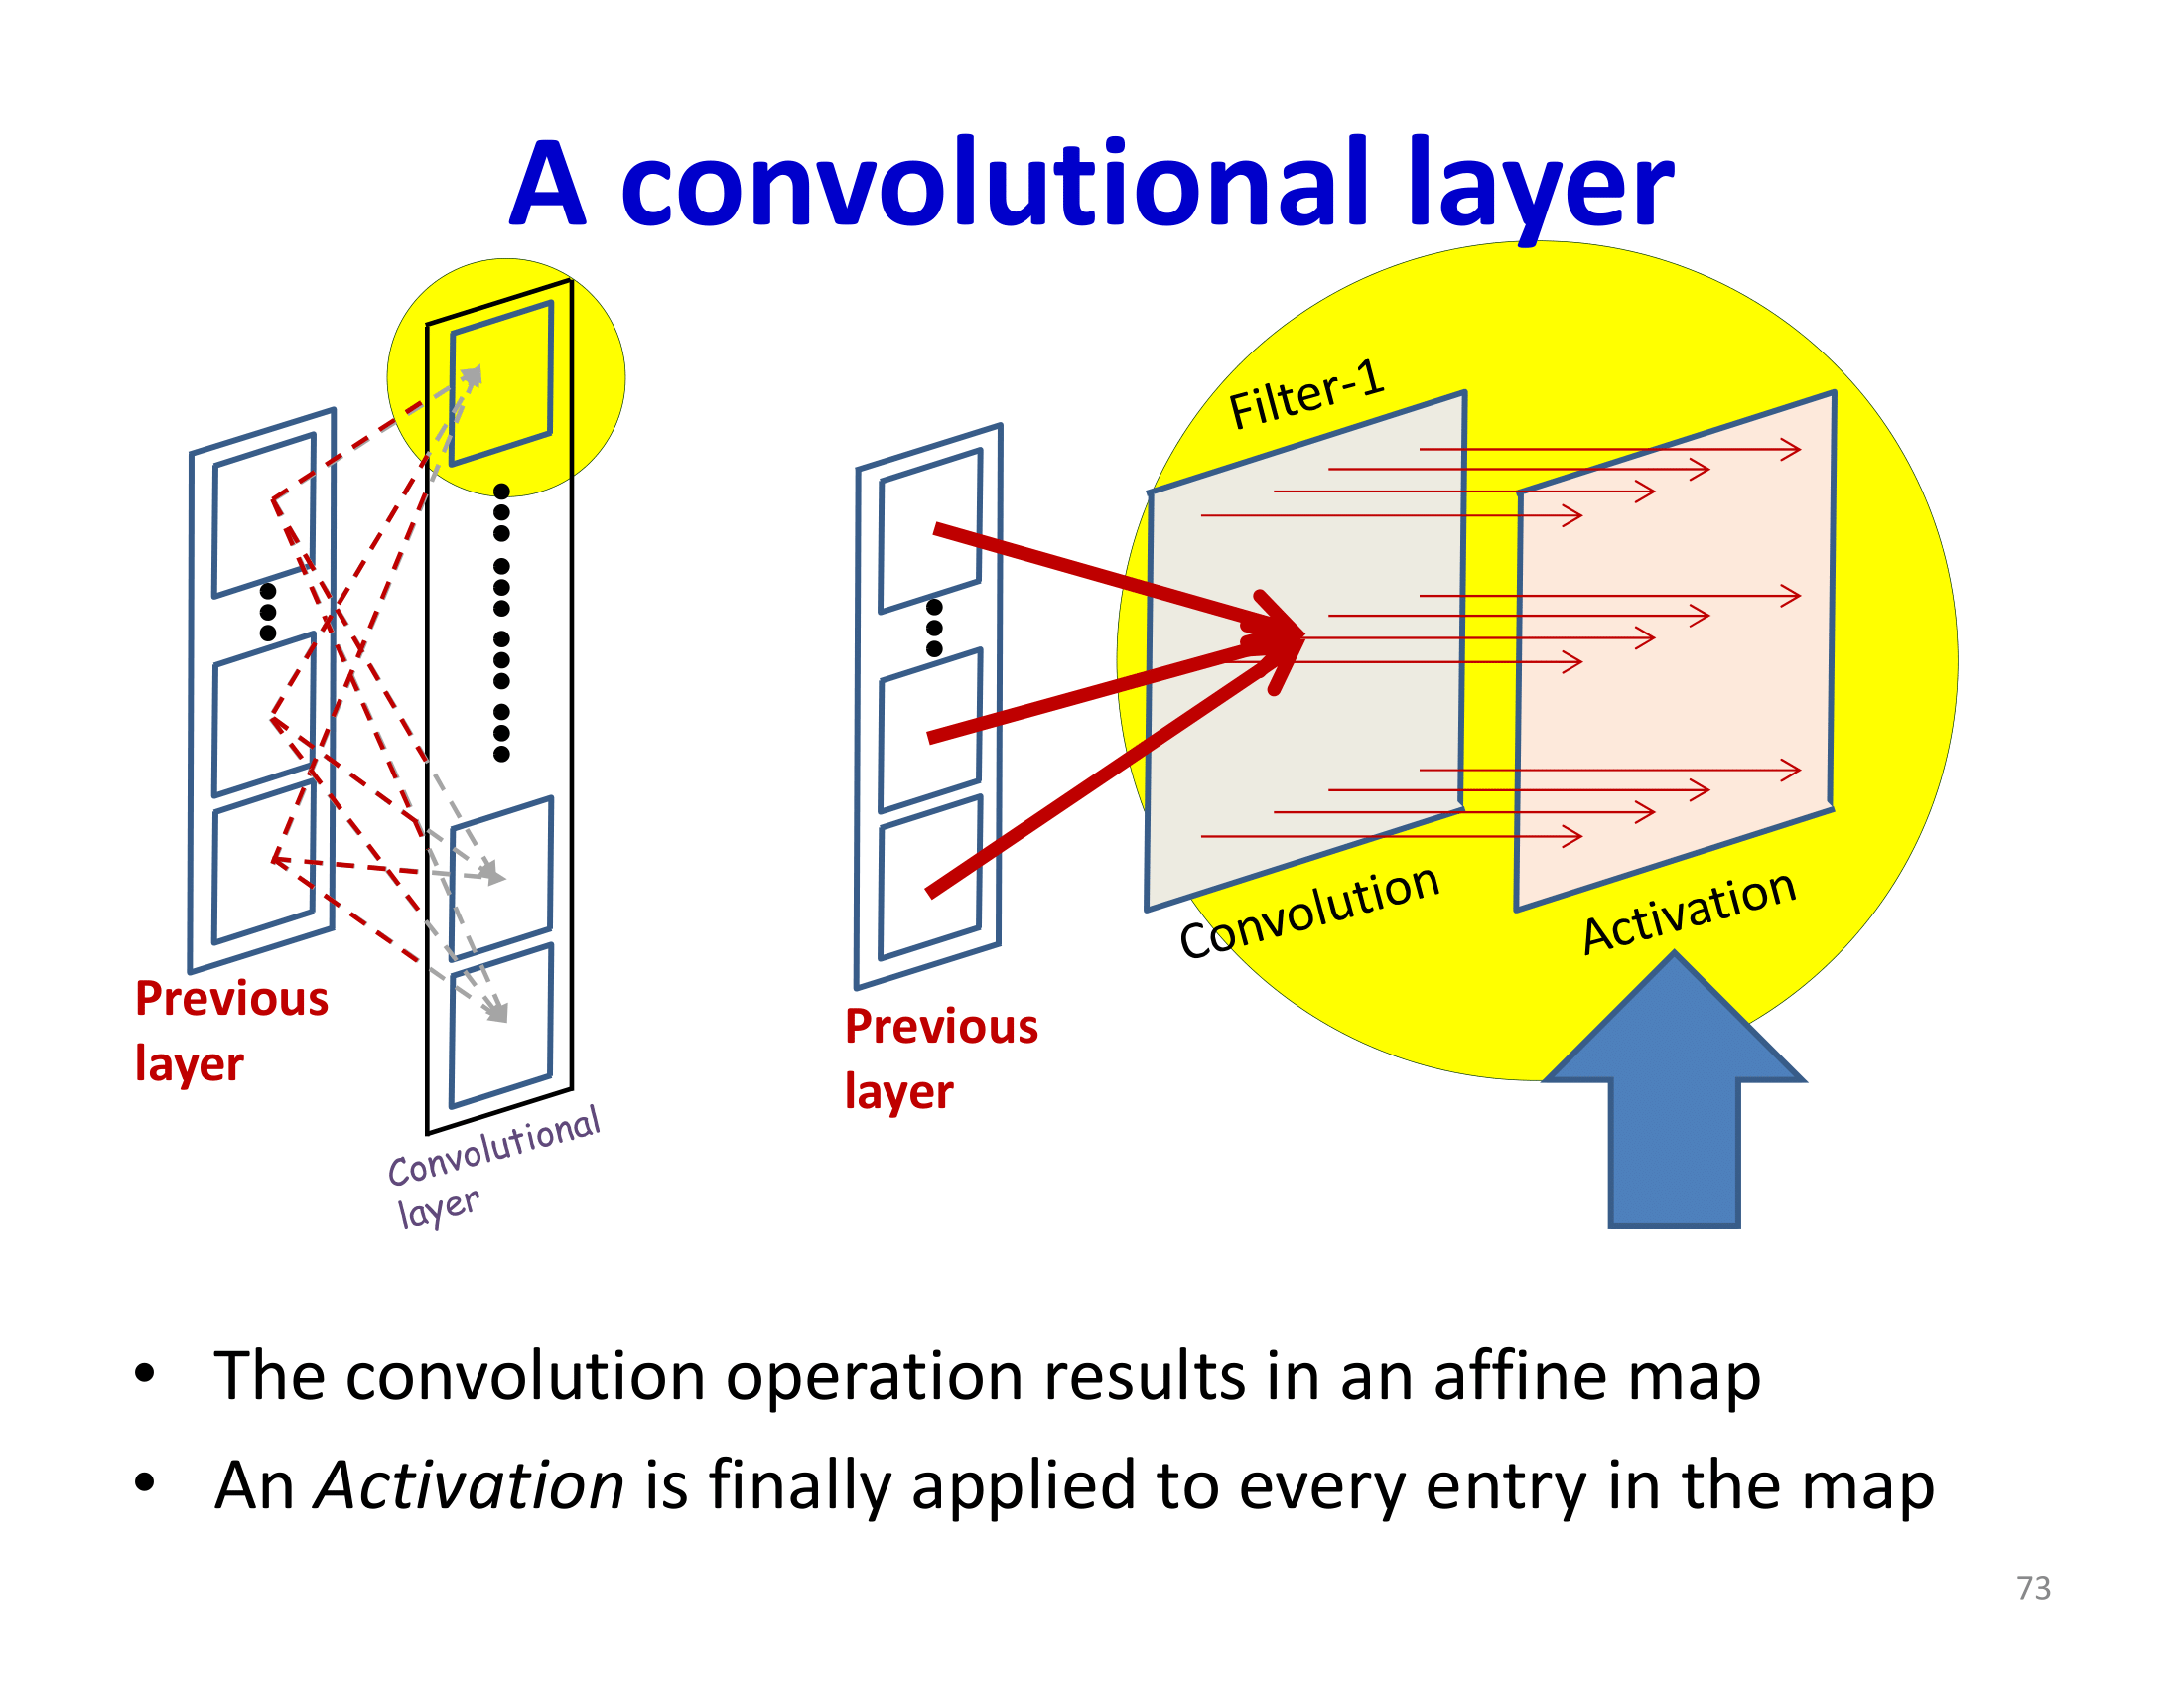 A convolutional layer
Filter-1
Convolution
Activation
Previous
layer
Previous
layer
Convolutional
layer
• The convolution operation results in an affine map
• An Activation is finally applied to every entry in the map
73